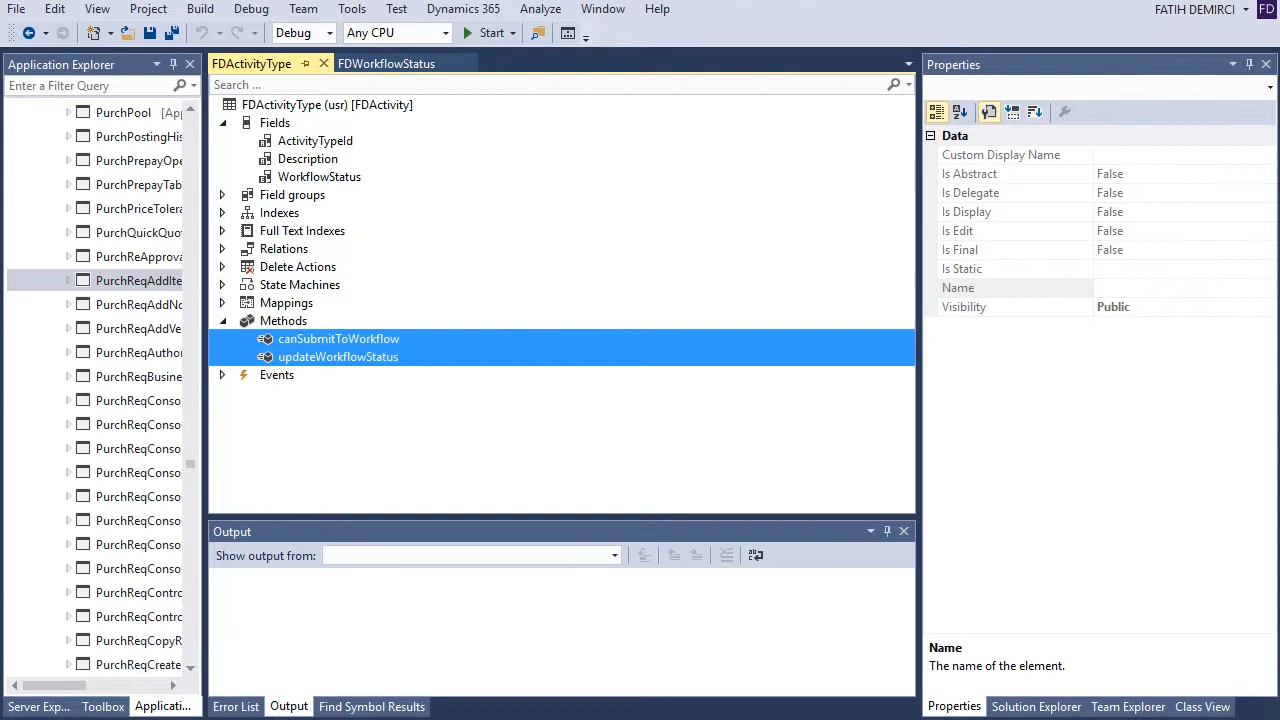 File Edit View Project Build Debug Team Tools Test Dynamics 365 Analyze Window Help FATIH DEMIRCI FD
Debug Any CPU Start
Application Explorer
Enter a Filter Query
PurchPool [Ap
PurchPostingHis
PurchPrepayOpe
PurchPrepayTab
PurchPriceTolera
PurchQuickQuot
PurchReApprova
PurchReqAddIte
PurchReqAddNo
PurchReqAddVe
PurchReqAuthor
PurchReqBusine
PurchReqConso
PurchReqConso
PurchReqConso
PurchReqConso
PurchReqConso
PurchReqConso
PurchReqConso
PurchReqConso
PurchReqContro
PurchReqContro
PurchReqCopyR
PurchReqCreate
Server Exp... Toolbox Applicati...
FDActivityType FDWorkflowStatus
Search ...
FDActivityType (usr) [FDActivity]
Fields
ActivityTypeId
Description
WorkflowStatus
Field groups
Indexes
Full Text Indexes
Relations
Delete Actions
State Machines
Mappings
Methods
canSubmitToWorkflow
updateWorkflowStatus
Events
Output
Show output from:
Error List Output Find Symbol Results
Properties
Data
Custom Display Name
Is Abstract False
Is Delegate False
Is Display False
Is Edit False
Is Final False
Is Static
Name
Visibility Public
Name
The name of the element.
Properties Solution Explorer Team Explorer Class View